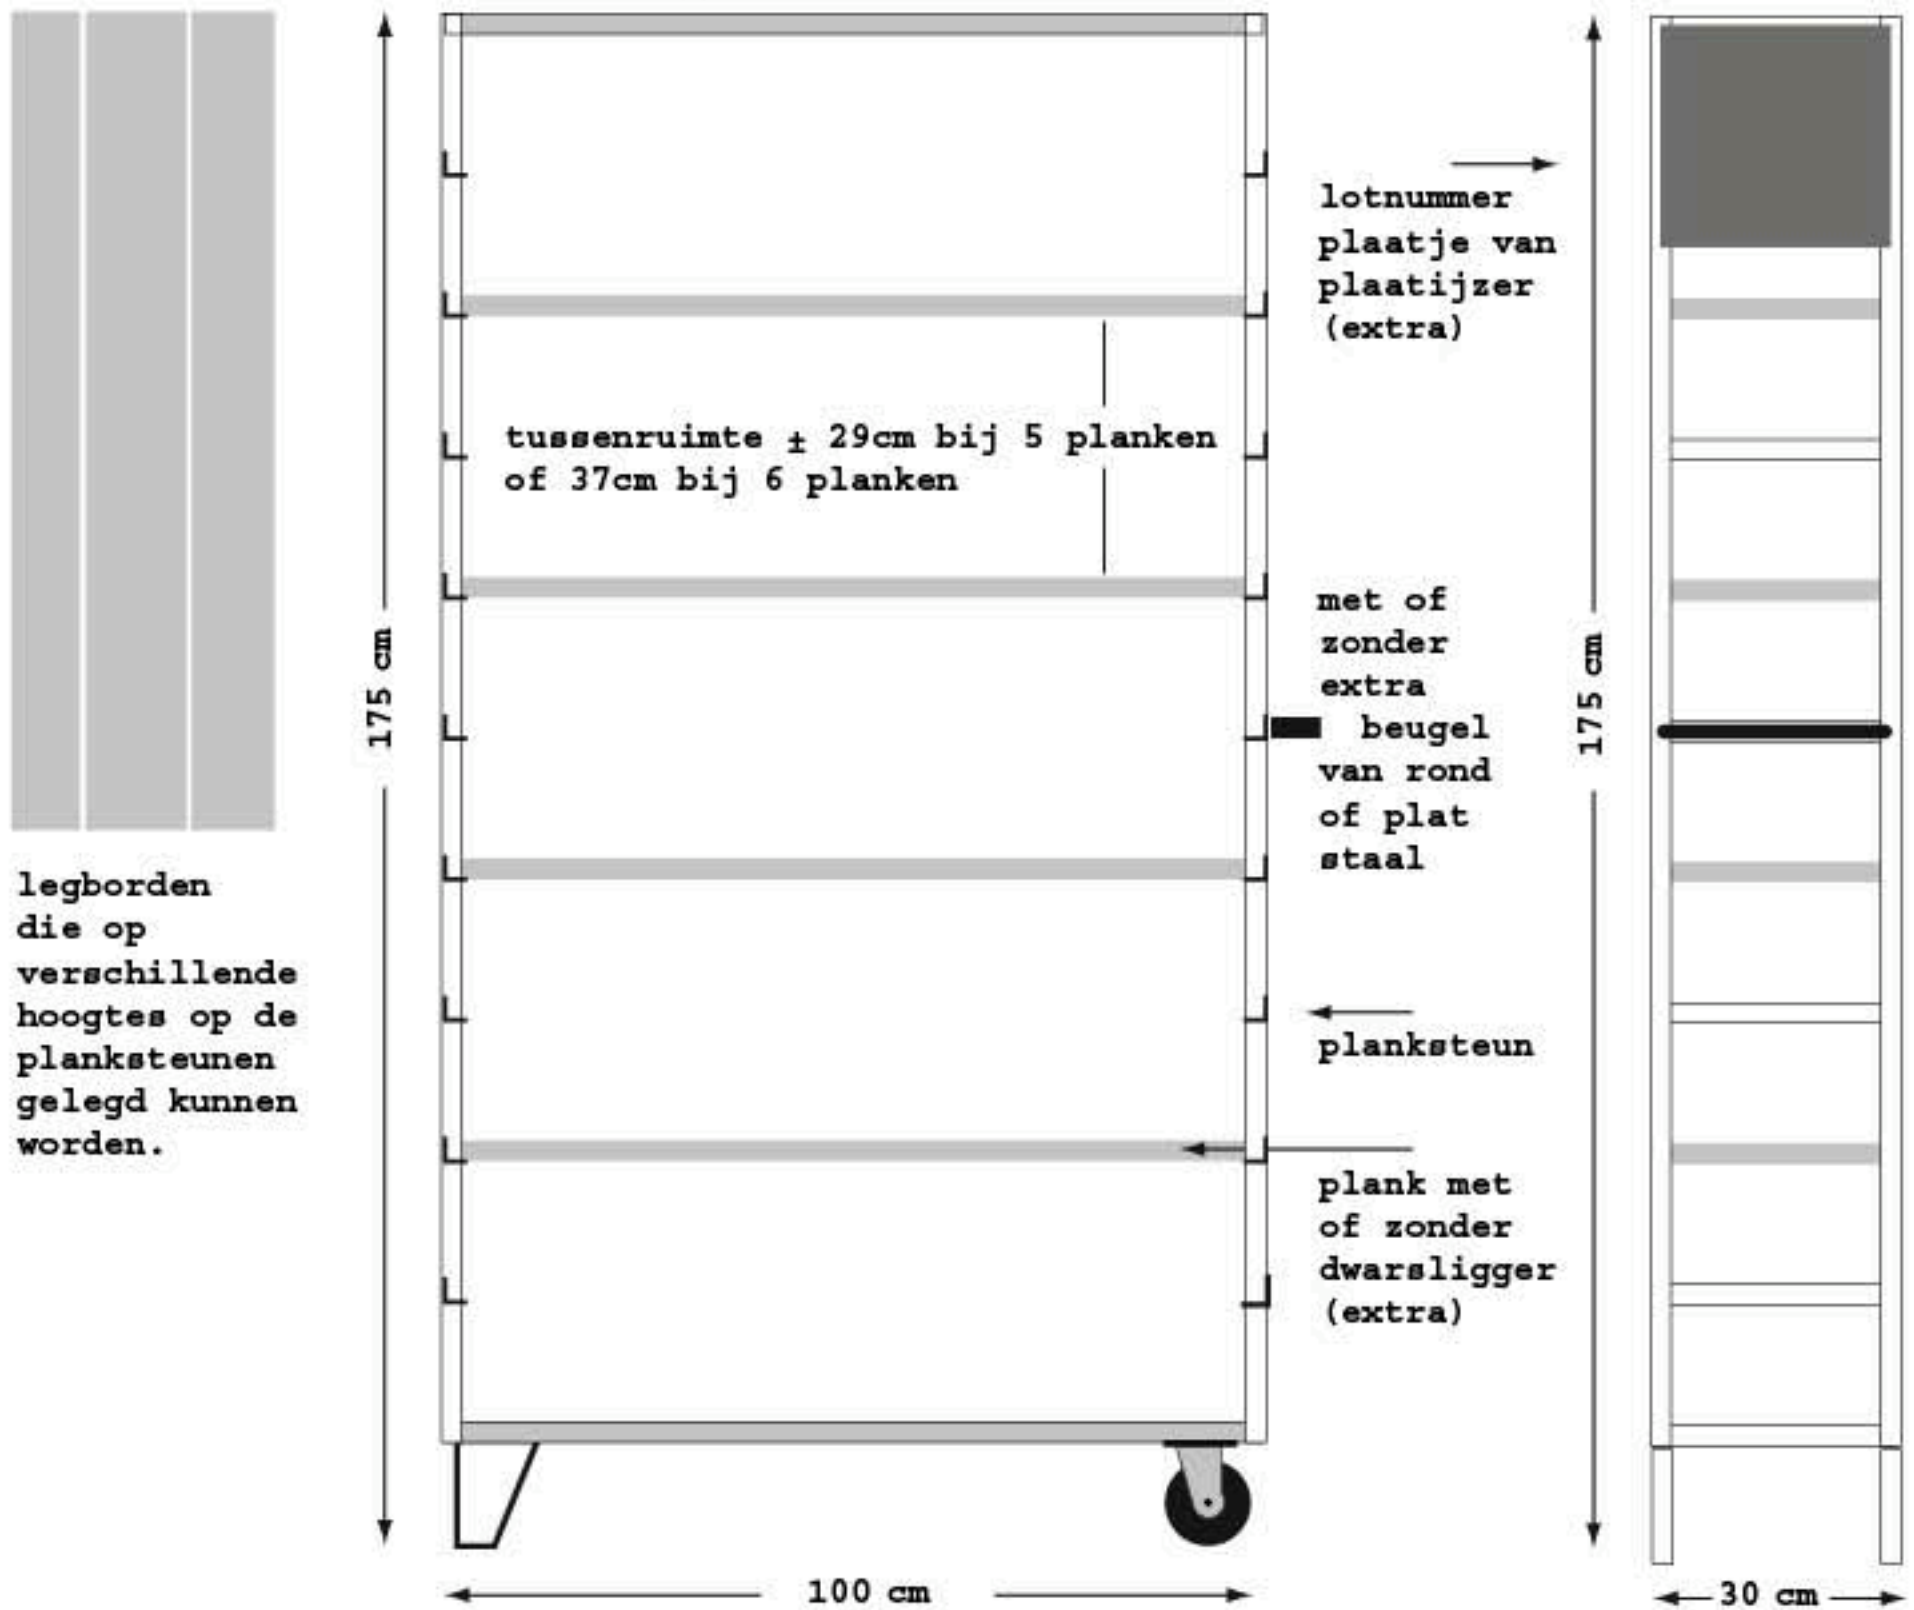 legborden
die op
verschillende
hoogtes op de
planksteunen
gelegd kunnen
worden.
175 cm
tussenruimte ± 29cm bij 5 planken
of 37cm bij 6 planken
100 cm
lotnummer
plaatje van
plaatijzer
(extra)
met of
zonder
extra
beugel
van rond
of plat
staal
planksteun
plank met
of zonder
dwarsligger
(extra)
175 cm
30 cm